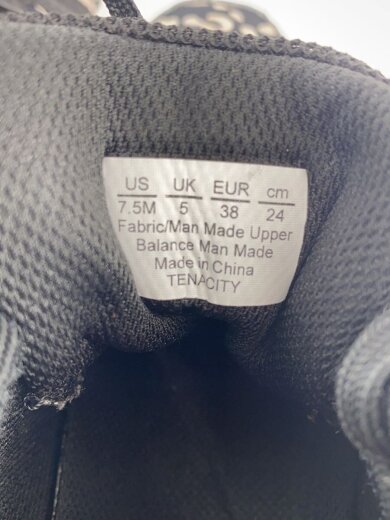 US UK EUR cm
7.5M 5 38 24
Fabric/Man Made Upper
Balance Man Made
Made in China
TENACITY